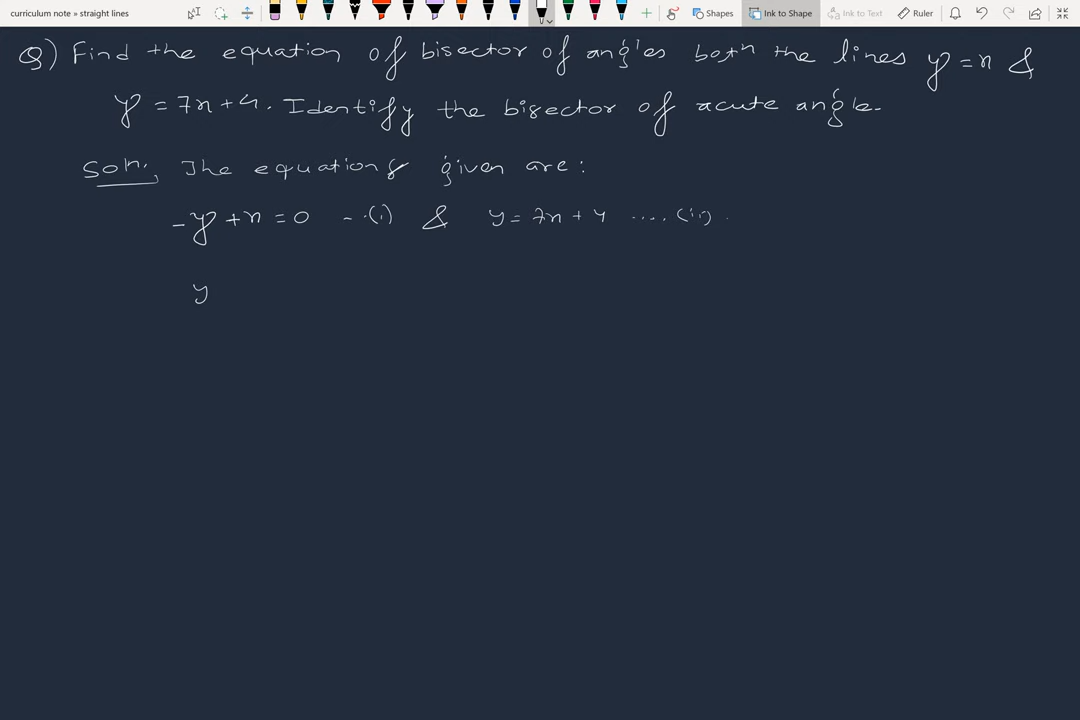 curriculum note » straight lines Shapes Ink to Shape Ink to Text Ruler
Q) Find the equation of bisector of angles both the lines y = x &
y = 7x + 4. Identify the bisector of acute angle.
Soln. The equations given are:
-y + x = 0 - .(i) & y = 7x + 4 ....(ii) .
y